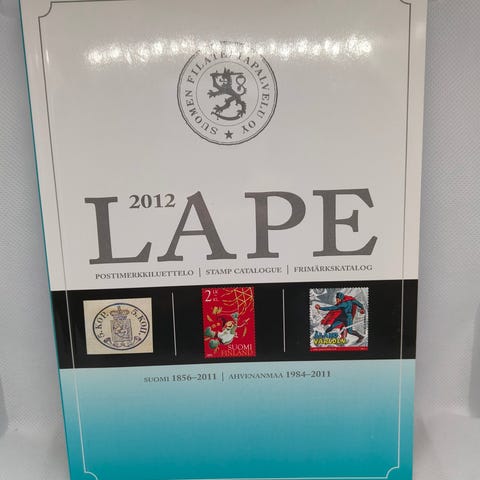 SUOMEN FILATELIAPALVELU OY
2012
LAPE
POSTIMERKKILUETTELO | STAMP CATALOGUE | FRIMÄRKSKATALOG
5.KOP. 5.KOP.
2
SUOMI
FINLAND
VÄRLDEN
SUOMI 1856–2011 | AHVENANMAA 1984–2011